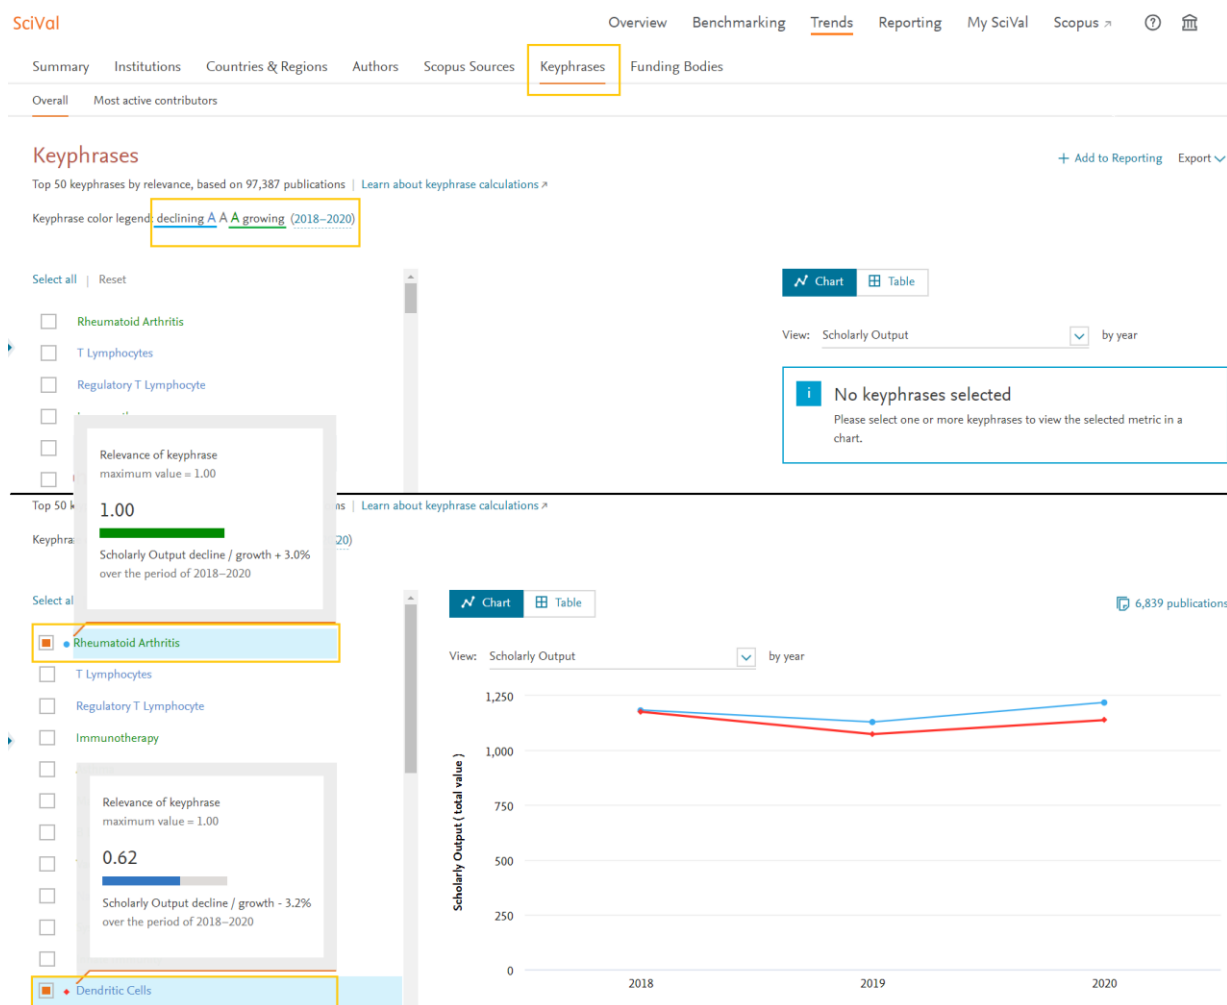 SciVal
Overview Benchmarking Trends Reporting My SciVal Scopus ↗
Summary Institutions Countries & Regions Authors Scopus Sources Keyphrases Funding Bodies
Overall Most active contributors
Keyphrases
+ Add to Reporting Export
Top 50 keyphrases by relevance, based on 97,387 publications | Learn about keyphrase calculations ↗
Keyphrase color legend: declining A A A growing (2018–2020)
Select all | Reset
Chart Table
Rheumatoid Arthritis
View: Scholarly Output by year
T Lymphocytes
Regulatory T Lymphocyte
i No keyphrases selected
Please select one or more keyphrases to view the selected metric in a
chart.
Relevance of keyphrase
maximum value = 1.00
1.00
Scholarly Output decline / growth + 3.0%
over the period of 2018–2020
Top 50 k
ms | Learn about keyphrase calculations ↗
Keyphra
20)
Select al
Chart Table
6,839 publications
Rheumatoid Arthritis
View: Scholarly Output by year
T Lymphocytes
Regulatory T Lymphocyte
Immunotherapy
Relevance of keyphrase
maximum value = 1.00
0.62
Scholarly Output decline / growth - 3.2%
over the period of 2018–2020
Dendritic Cells
Scholarly Output ( total value )
1,250
1,000
750
500
250
0
2018 2019 2020